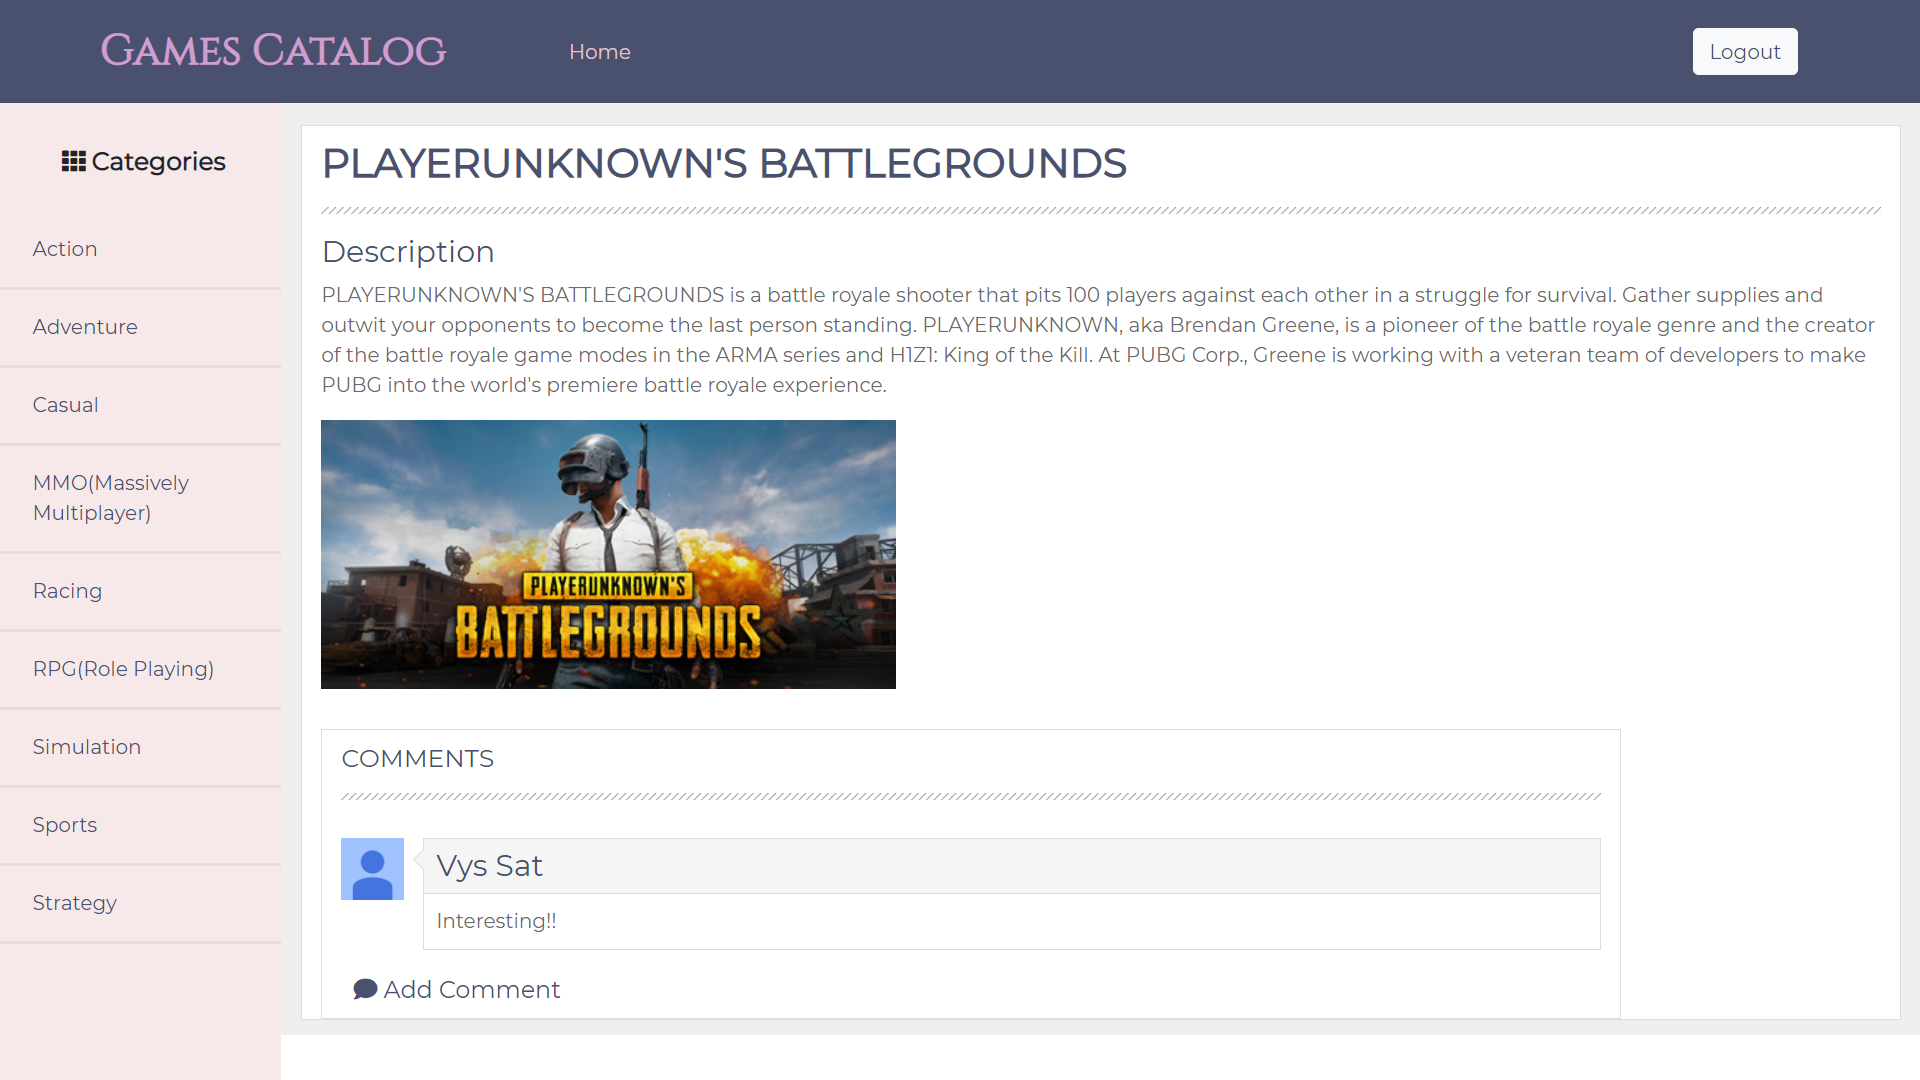 Games Catalog
Home
Logout
Categories
Action
Adventure
Casual
MMO(Massively
Multiplayer)
Racing
RPG(Role Playing)
Simulation
Sports
Strategy
PLAYERUNKNOWN'S BATTLEGROUNDS
Description
PLAYERUNKNOWN'S BATTLEGROUNDS is a battle royale shooter that pits 100 players against each other in a struggle for survival. Gather supplies and
outwit your opponents to become the last person standing. PLAYERUNKNOWN, aka Brendan Greene, is a pioneer of the battle royale genre and the creator
of the battle royale game modes in the ARMA series and H1Z1: King of the Kill. At PUBG Corp., Greene is working with a veteran team of developers to make
PUBG into the world's premiere battle royale experience.
PLAYERUNKNOWN'S
BATTLEGROUNDS
COMMENTS
Vys Sat
Interesting!!
Add Comment